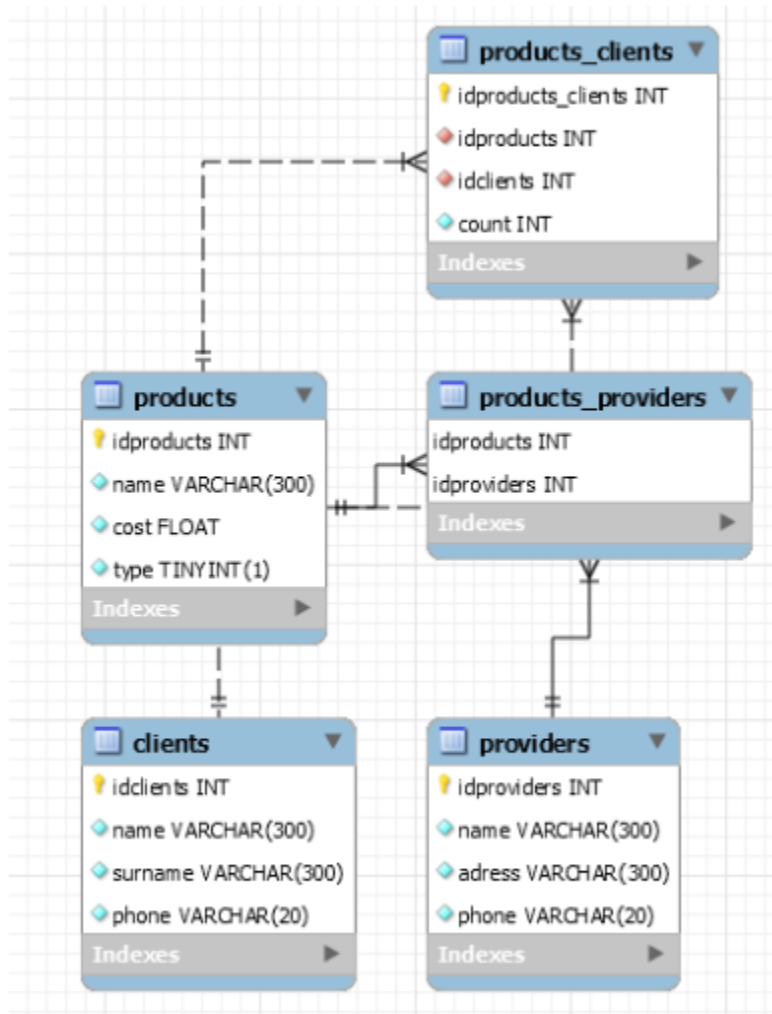 products_clients
idproducts_clients INT
idproducts INT
idclients INT
count INT
Indexes
products
idproducts INT
name VARCHAR(300)
cost FLOAT
type TINYINT(1)
Indexes
products_providers
idproducts INT
idproviders INT
Indexes
clients
idclients INT
name VARCHAR(300)
surname VARCHAR(300)
phone VARCHAR(20)
Indexes
providers
idproviders INT
name VARCHAR(300)
adress VARCHAR(300)
phone VARCHAR(20)
Indexes